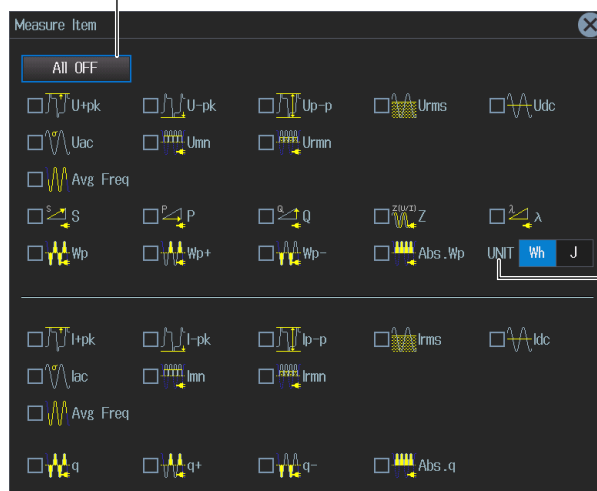 Measure Item
All OFF
U+pk U-pk Up-p Urms Udc
Uac Umn Urmn
Avg Freq
S S P P Q Q Z(U/I) Z λ λ
Wp Wp+ Wp- Abs.Wp UNIT Wh J
I+pk I-pk Ip-p Irms Idc
σ Iac Imn Irmn
Avg Freq
q q+ q- Abs.q